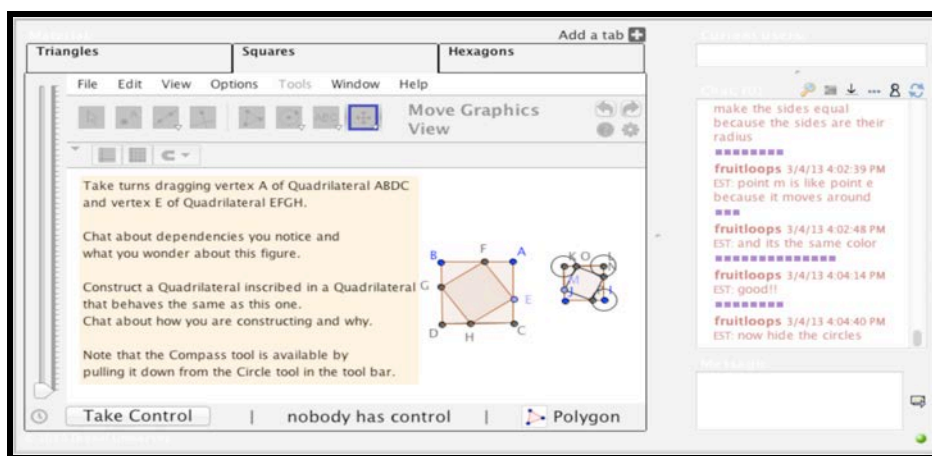 Add a tab
Triangles
Squares
Hexagons
File Edit View Options Tools Window Help
ABC
Move Graphics
View
Take turns dragging vertex A of Quadrilateral ABDC
and vertex E of Quadrilateral EFGH.
Chat about dependencies you notice and
what you wonder about this figure.
Construct a Quadrilateral inscribed in a Quadrilateral
that behaves the same as this one.
Chat about how you are constructing and why.
Note that the Compass tool is available by
pulling it down from the Circle tool in the tool bar.
B F A
G E
D H C
K O L
N
M
J I
Take Control | nobody has control | Polygon
make the sides equal
because the sides are their
radius
fruitloops 3/4/13 4:02:39 PM
EST: point m is like point e
because it moves around
fruitloops 3/4/13 4:02:48 PM
EST: and its the same color
fruitloops 3/4/13 4:04:14 PM
EST: good!!
fruitloops 3/4/13 4:04:40 PM
EST: now hide the circles
Message: